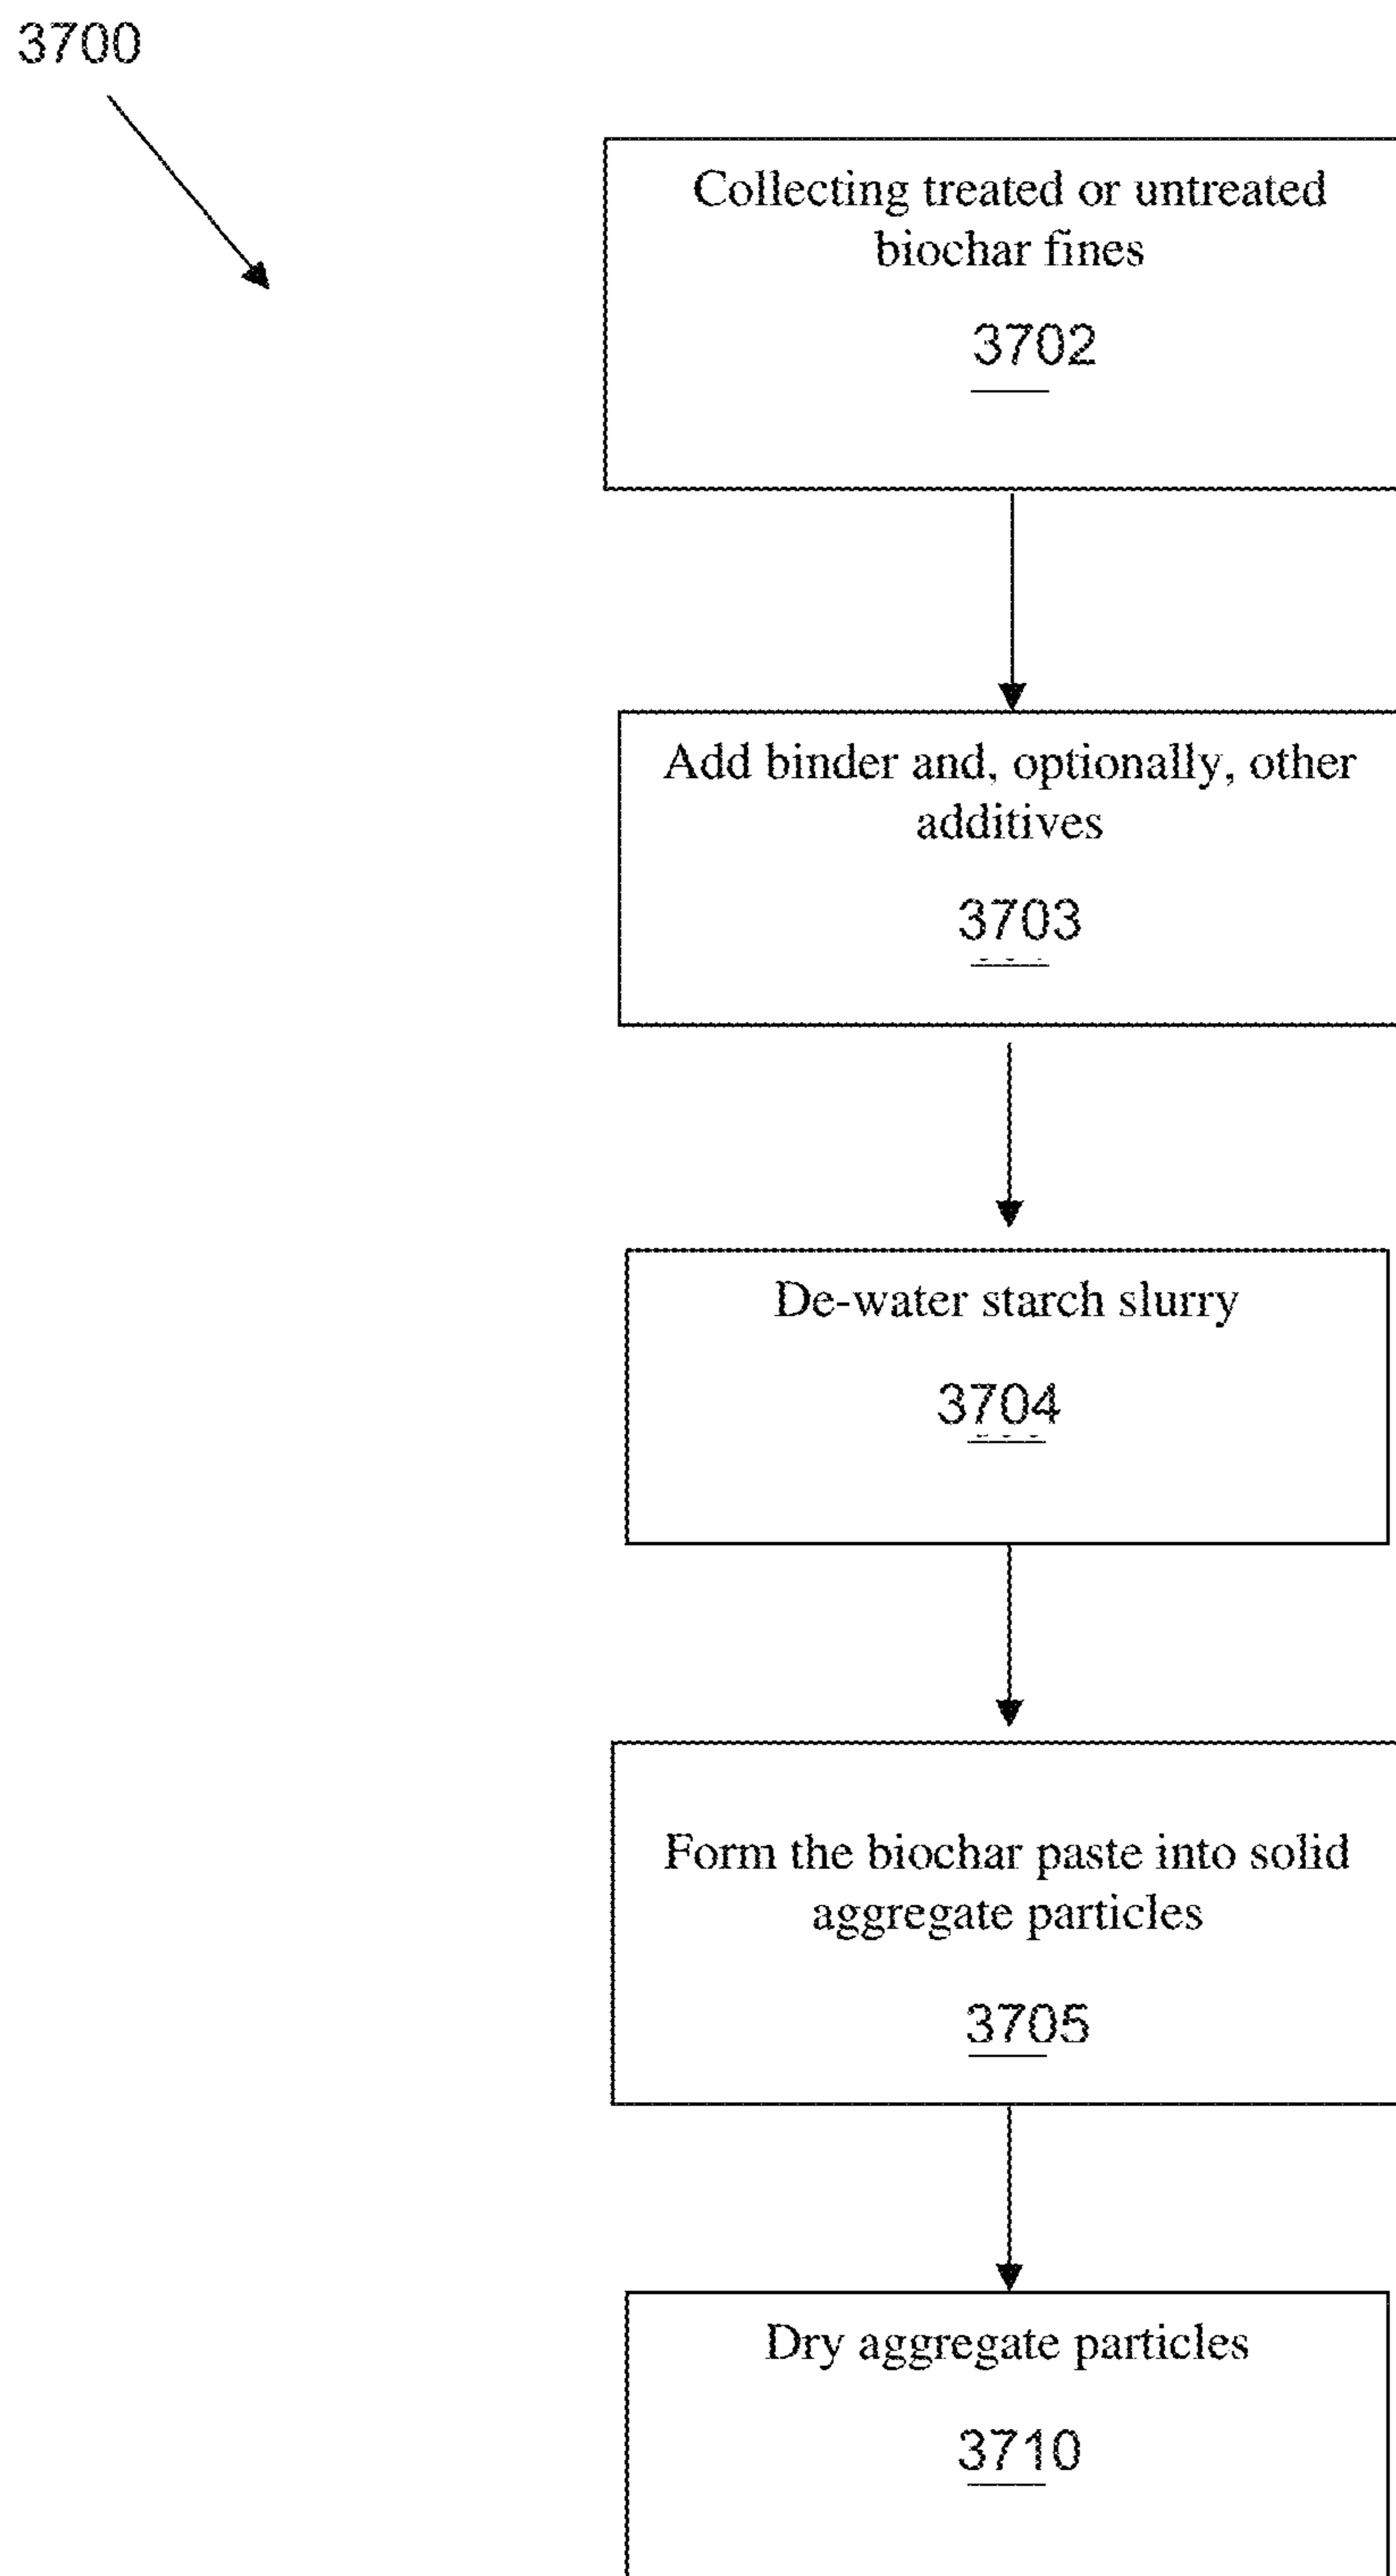 3700
Collecting treated or untreated
biochar fines
3702
Add binder and, optionally, other
additives
3703
De-water starch slurry
3704
Form the biochar paste into solid
aggregate particles
3705
Dry aggregate particles
3710